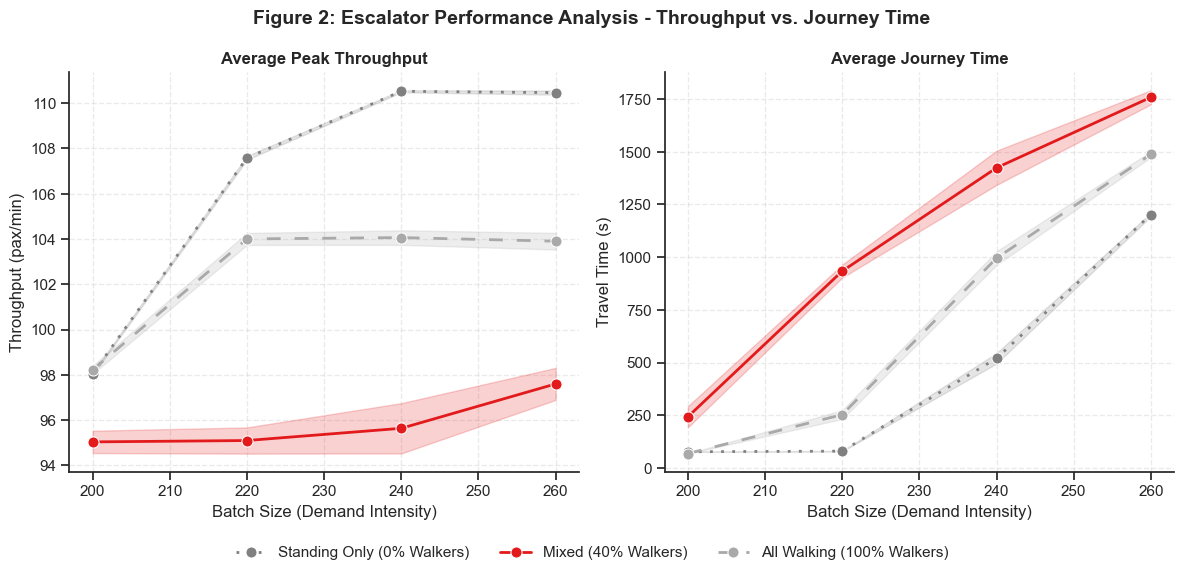 Figure 2: Escalator Performance Analysis - Throughput vs. Journey Time
Average Peak Throughput
Throughput (pax/min)
110
108
106
104
102
100
98
96
94
200 210 220 230 240 250 260
Batch Size (Demand Intensity)
Average Journey Time
Travel Time (s)
1750
1500
1250
1000
750
500
250
0
200 210 220 230 240 250 260
Batch Size (Demand Intensity)
Standing Only (0% Walkers) Mixed (40% Walkers) All Walking (100% Walkers)